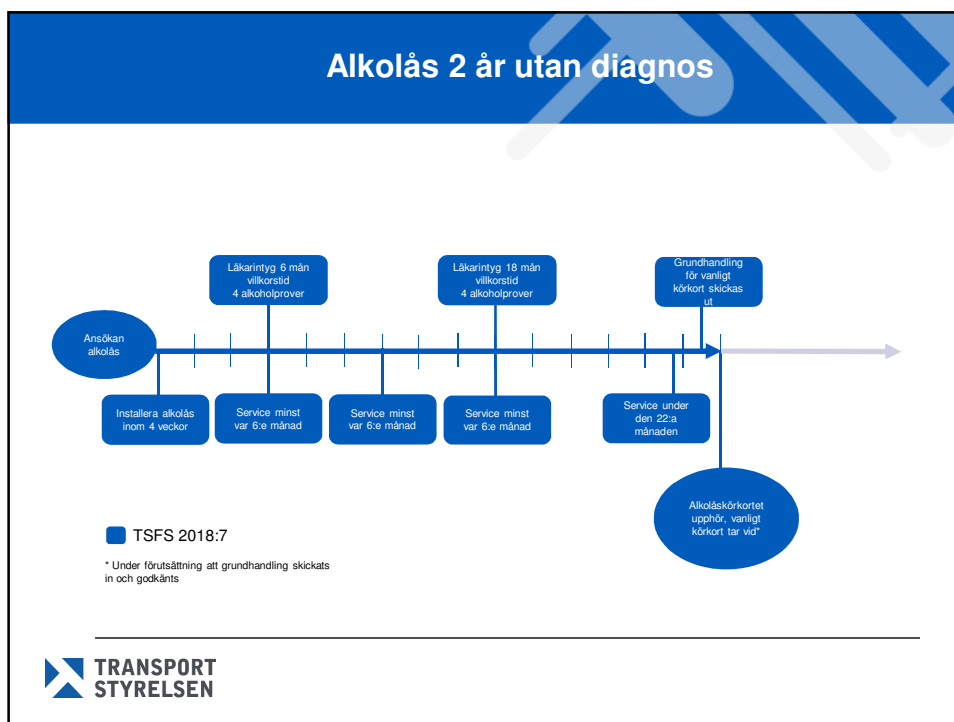 Alkolås 2 år utan diagnos
Läkarintyg 6 mån
villkorstid
4 alkoholprover
Läkarintyg 18 mån
villkorstid
4 alkoholprover
Grundhandling
för vanligt
körkort skickas
ut
Ansökan
alkolås
Installera alkolås
inom 4 veckor
Service minst
var 6:e månad
Service minst
var 6:e månad
Service minst
var 6:e månad
Service under
den 22:a
månaden
Alkolåskörkortet
upphör, vanligt
körkort tar vid*
TSFS 2018:7
* Under förutsättning att grundhandling skickats
in och godkänts
TRANSPORT
STYRELSEN